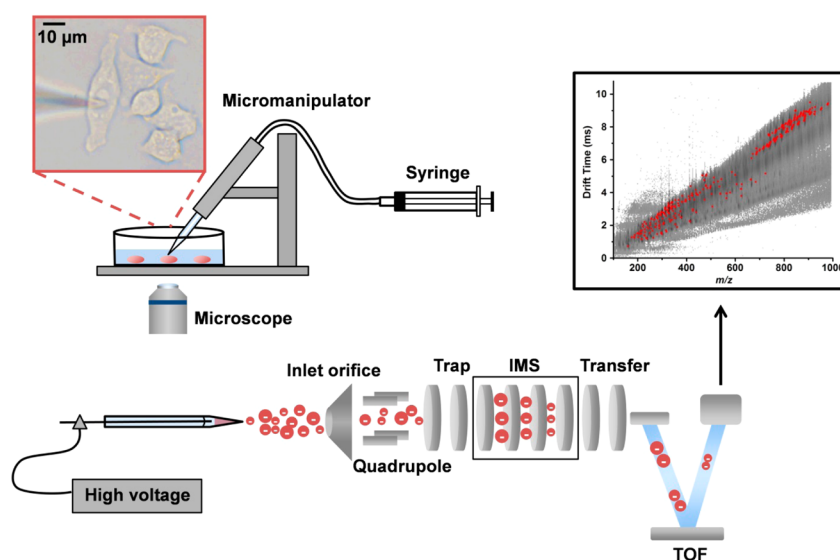 10 µm
Micromanipulator
Syringe
Microscope
Drift Time (ms)
10
8
6
4
2
0
200
400
600
800
1000
m/z
Inlet orifice
Trap
IMS
Transfer
Quadrupole
High voltage
TOF